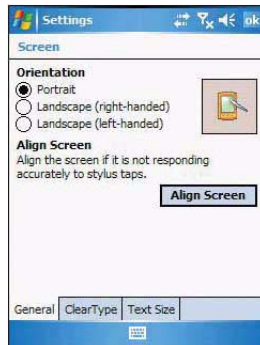 Settings
ok
Screen
Orientation
Portrait
Landscape (right-handed)
Landscape (left-handed)
Align Screen
Align the screen if it is not responding
accurately to stylus taps.
Align Screen
General ClearType Text Size